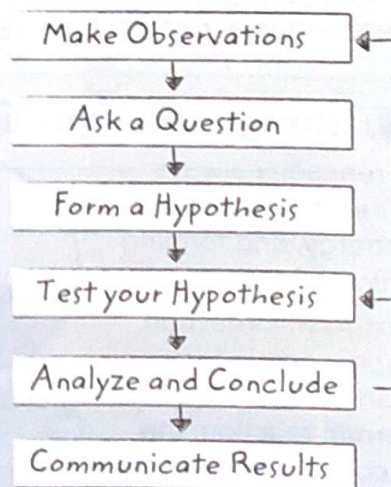 Make Observations
Ask a Question
Form a Hypothesis
Test your Hypothesis
Analyze and Conclude
Communicate Results